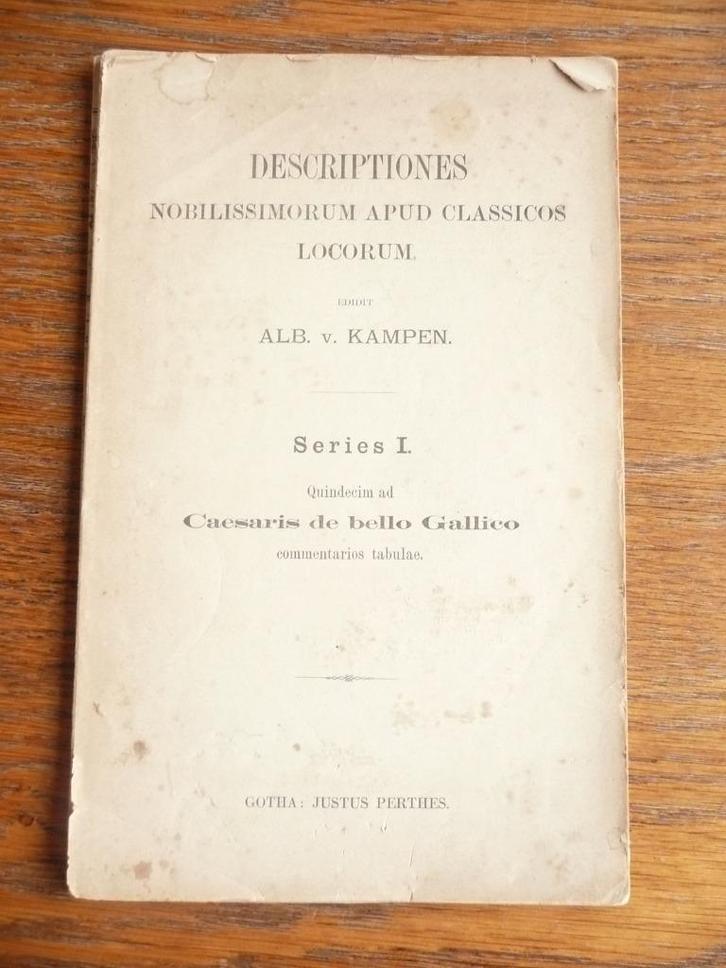 DESCRIPTIONES
NOBILISSIMORUM APUD CLASSICOS
LOCORUM.
EDIDIT
ALB. v. KAMPEN.
Series I.
Quindecim ad
Caesaris de bello Gallico
commentarios tabulae.
GOTHA: JUSTUS PERTHES.